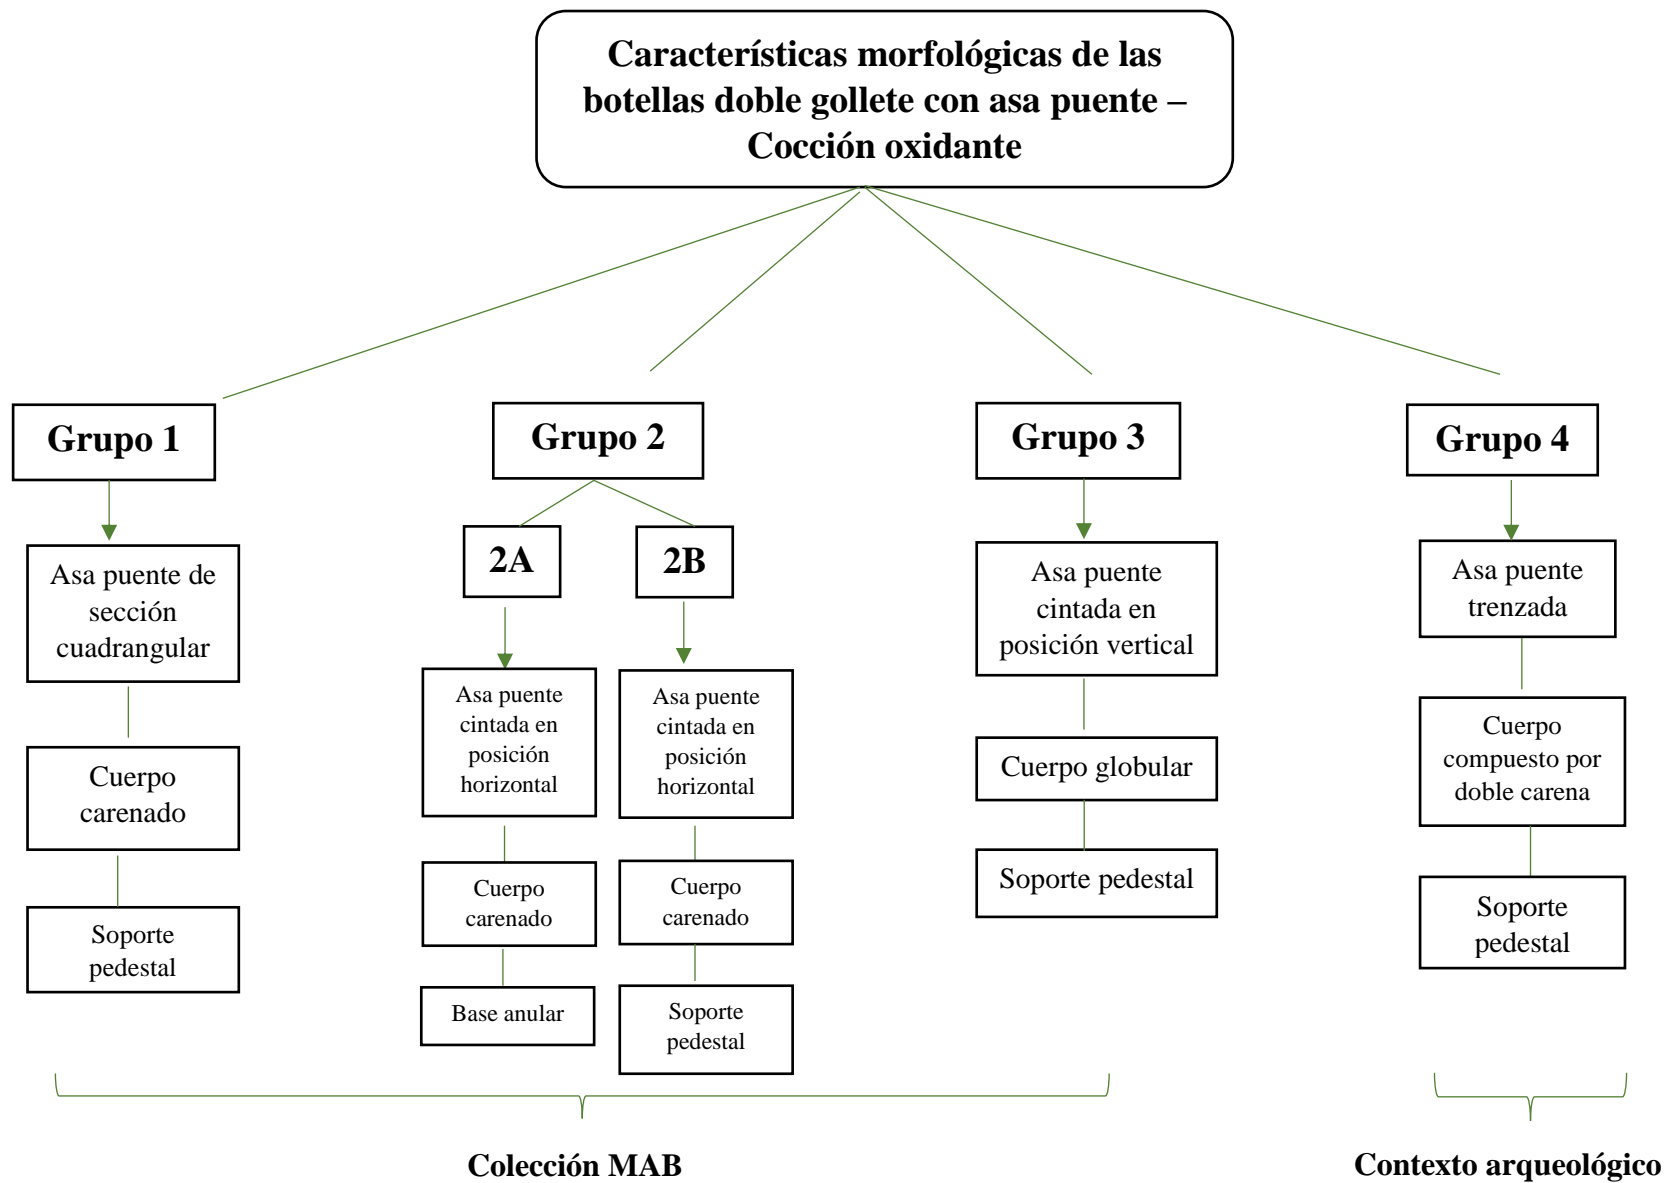 Características morfológicas de las
botellas doble gollete con asa puente –
Cocción oxidante
Grupo 1
Asa puente de
sección
cuadrangular
Cuerpo
carenado
Soporte
pedestal
Grupo 2
2A
Asa puente
cintada en
posición
horizontal
Cuerpo
carenado
Base anular
2B
Asa puente
cintada en
posición
horizontal
Cuerpo
carenado
Soporte
pedestal
Grupo 3
Asa puente
cintada en
posición vertical
Cuerpo globular
Soporte pedestal
Grupo 4
Asa puente
trenzada
Cuerpo
compuesto por
doble carena
Soporte
pedestal
Colección MAB
Contexto arqueológico